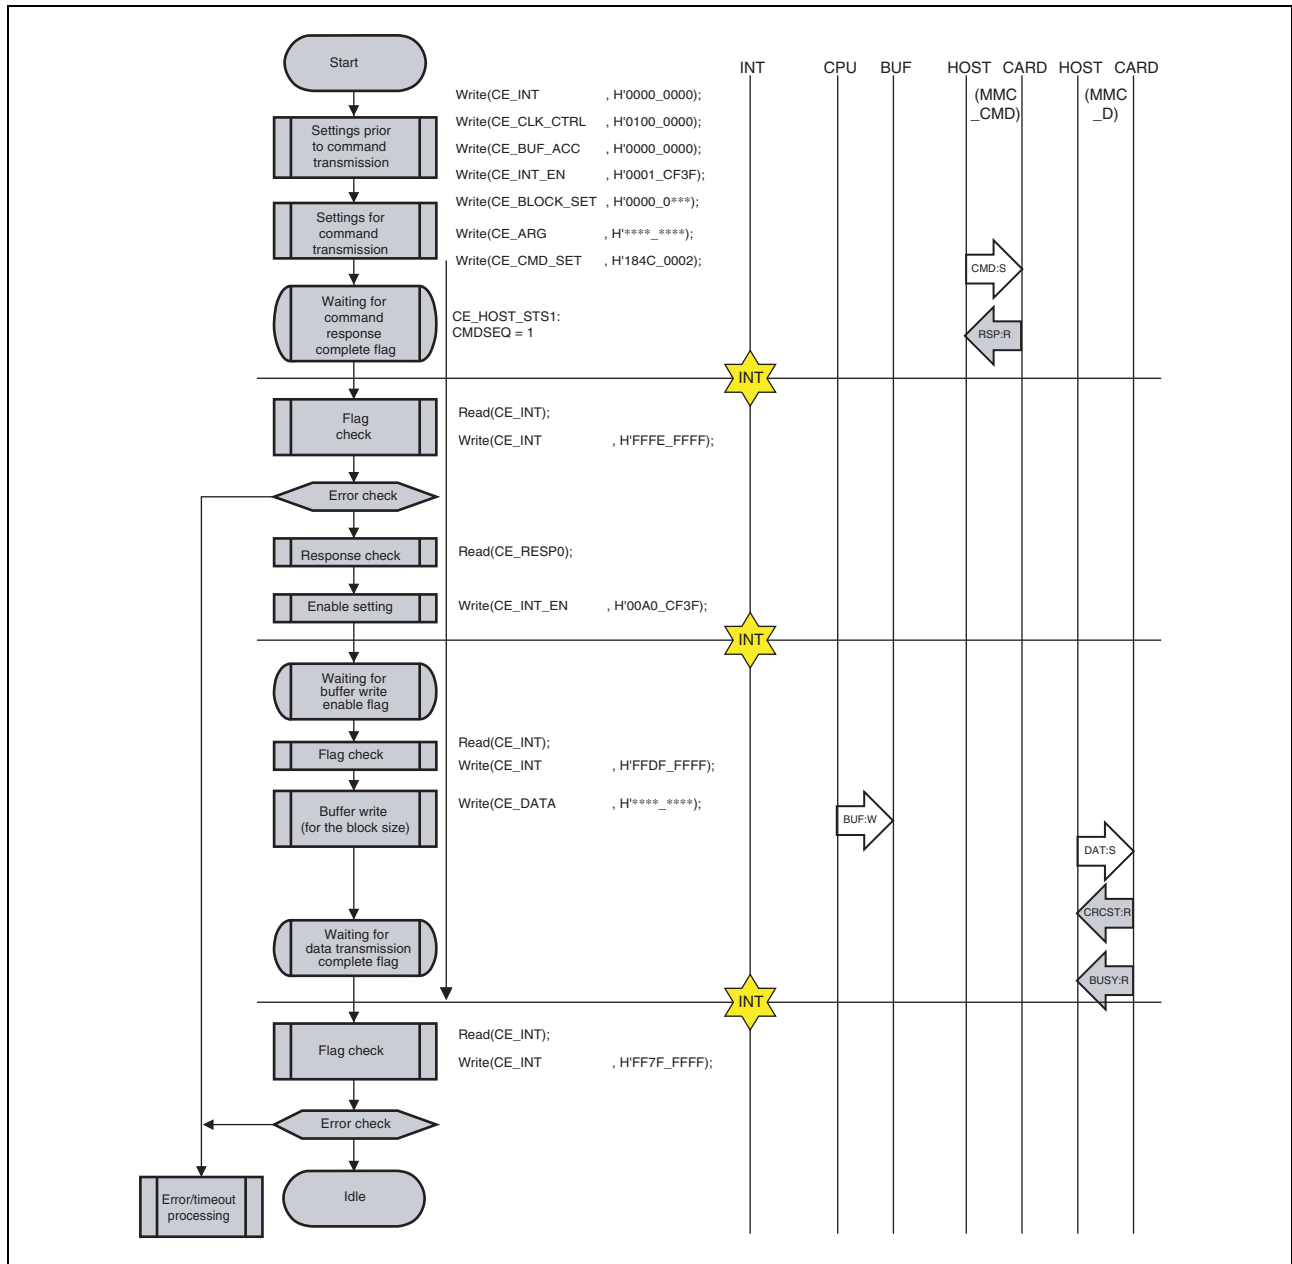 Start
INT
CPU
BUF
HOST
CARD
HOST
CARD
(MMC
_CMD)
(MMC
_D)
Write(CE_INT , H'0000_0000);
Settings prior
to command
transmission
Write(CE_CLK_CTRL , H'0100_0000);
Write(CE_BUF_ACC , H'0000_0000);
Write(CE_INT_EN , H'0001_CF3F);
Write(CE_BLOCK_SET , H'0000_0***);
Settings for
command
transmission
Write(CE_ARG , H'****_****);
Write(CE_CMD_SET , H'184C_0002);
CMD:S
Waiting for
command
response
complete flag
CE_HOST_STS1:
CMDSEQ = 1
RSP:R
INT
Flag
check
Read(CE_INT);
Write(CE_INT , H'FFFE_FFFF);
Error check
Response check
Read(CE_RESP0);
Enable setting
Write(CE_INT_EN , H'00A0_CF3F);
INT
Waiting for
buffer write
enable flag
Flag check
Read(CE_INT);
Write(CE_INT , H'FFDF_FFFF);
Buffer write
(for the block size)
Write(CE_DATA , H'****_****);
BUF:W
DAT:S
CRCST:R
Waiting for
data transmission
complete flag
BUSY:R
INT
Flag check
Read(CE_INT);
Write(CE_INT , H'FF7F_FFFF);
Error check
Error/timeout
processing
Idle